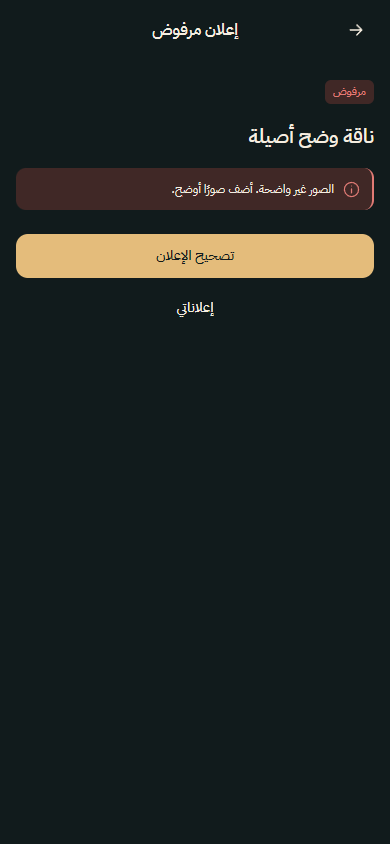 إعلان مرفوض
مرفوض
ناقة وضح أصيلة
الصور غير واضحة. أضف صورًا أوضح.
تصحيح الإعلان
إعلاناتي